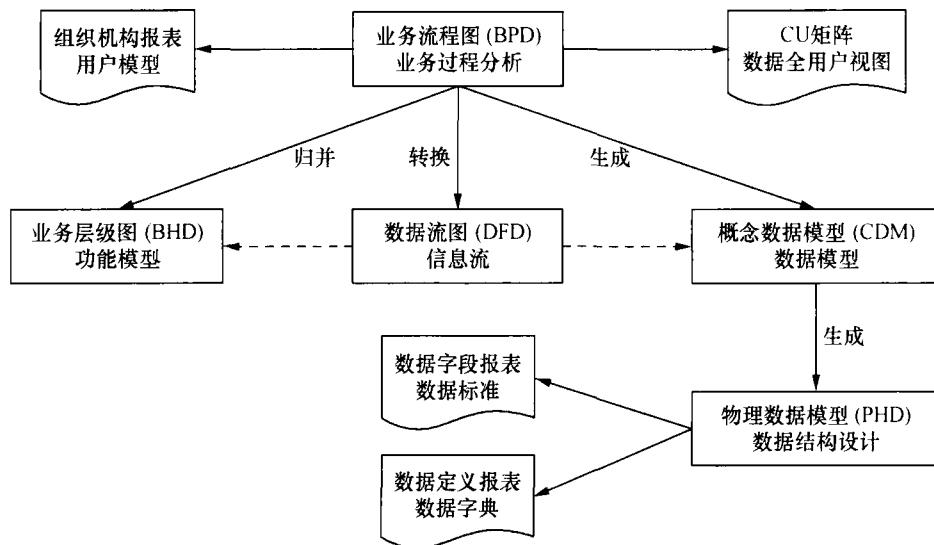 组织机构报表
用户模型
业务流程图 (BPD)
业务过程分析
CU矩阵
数据全用户视图
归并
转换
生成
业务层级图 (BHD)
功能模型
数据流图 (DFD)
信息流
概念数据模型 (CDM)
数据模型
生成
数据字段报表
数据标准
物理数据模型 (PHD)
数据结构设计
数据定义报表
数据字典